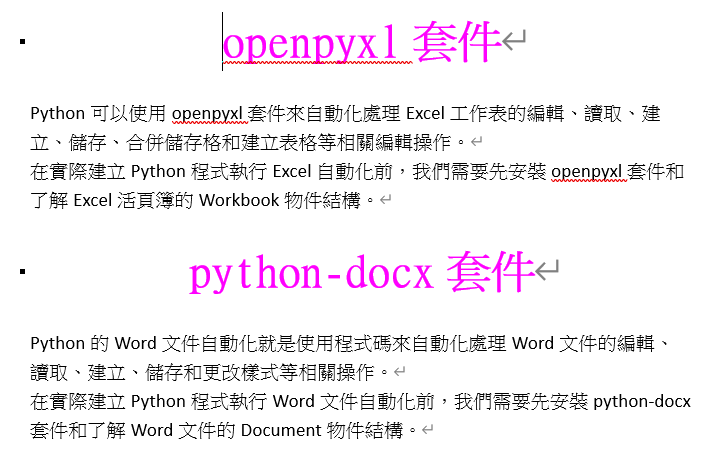 openpyxl 套件
Python 可以使用 openpyxl 套件來自動化處理 Excel 工作表的編輯、讀取、建
立、儲存、合併儲存格和建立表格等相關編輯操作。
在實際建立 Python 程式執行 Excel 自動化前，我們需要先安裝 openpyxl 套件和
了解 Excel 活頁簿的 Workbook 物件結構。
python-docx 套件
Python 的 Word 文件自動化就是使用程式碼來自動化處理 Word 文件的編輯、
讀取、建立、儲存和更改樣式等相關操作。
在實際建立 Python 程式執行 Word 文件自動化前，我們需要先安裝 python-docx
套件和了解 Word 文件的 Document 物件結構。